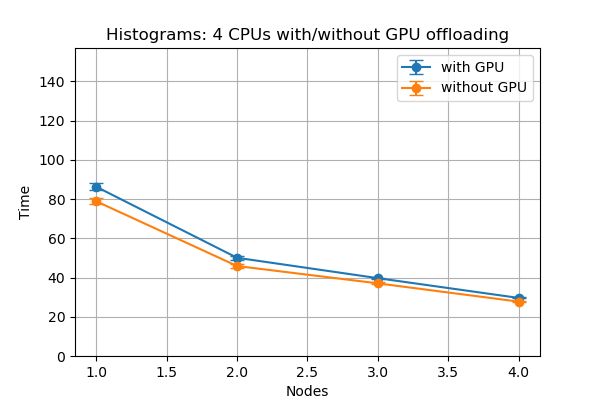 Histograms: 4 CPUs with/without GPU offloading
with GPU
without GPU
Time
140
120
100
80
60
40
20
0
1.0 1.5 2.0 2.5 3.0 3.5 4.0
Nodes